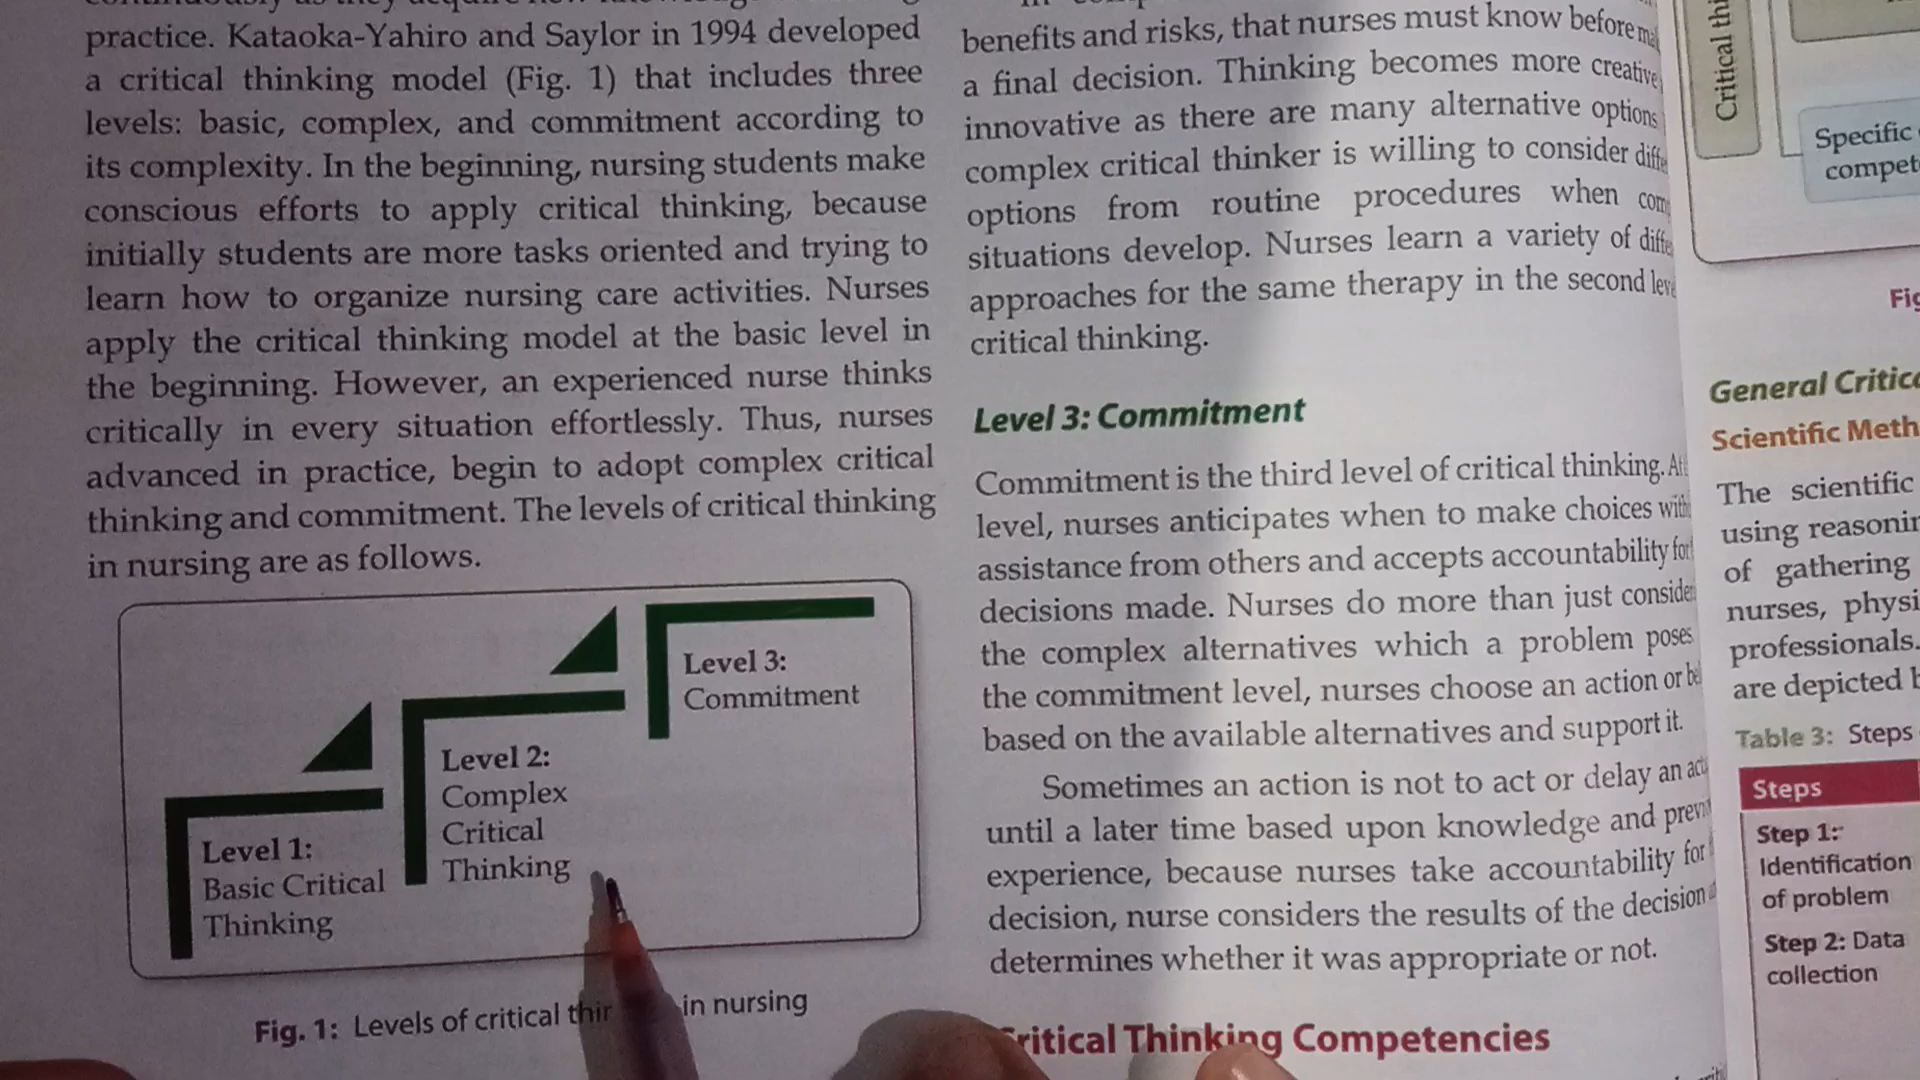 practice. Kataoka-Yahiro and Saylor in 1994 developed
a critical thinking model (Fig. 1) that includes three
levels: basic, complex, and commitment according to
its complexity. In the beginning, nursing students make
conscious efforts to apply critical thinking, because
initially students are more tasks oriented and trying to
learn how to organize nursing care activities. Nurses
apply the critical thinking model at the basic level in
the beginning. However, an experienced nurse thinks
critically in every situation effortlessly. Thus, nurses
advanced in practice, begin to adopt complex critical
thinking and commitment. The levels of critical thinking
in nursing are as follows.
Level 3:
Commitment
Level 2:
Complex
Critical
Thinking
Level 1:
Basic Critical
Thinking
Fig. 1: Levels of critical in nursing
benefits and risks, that nurses must know before
a final decision. Thinking becomes more creative
innovative as there are many alternative options
complex critical thinker is willing to consider
options from routine procedures when
situations develop. Nurses learn a variety of
approaches for the same therapy in the second
critical thinking.
Level 3: Commitment
Commitment is the third level of critical thinking.
level, nurses anticipates when to make choices
assistance from others and accepts accountability for
decisions made. Nurses do more than just
the complex alternatives which a problem poses
the commitment level, nurses choose an action or
based on the available alternatives and support it.
Sometimes an action is not to act or delay an
until a later time based upon knowledge and
experience, because nurses take accountability for
decision, nurse considers the results of the decision
determines whether it was appropriate or not.
Critical Thinking Competencies
Critical
Specific
General
Scientific
The scientific
using
of gathering
nurses,
professionals.
are depicted
Table 3: Steps
Steps
Step 1:
Identification
of problem
Step 2: Data
collection